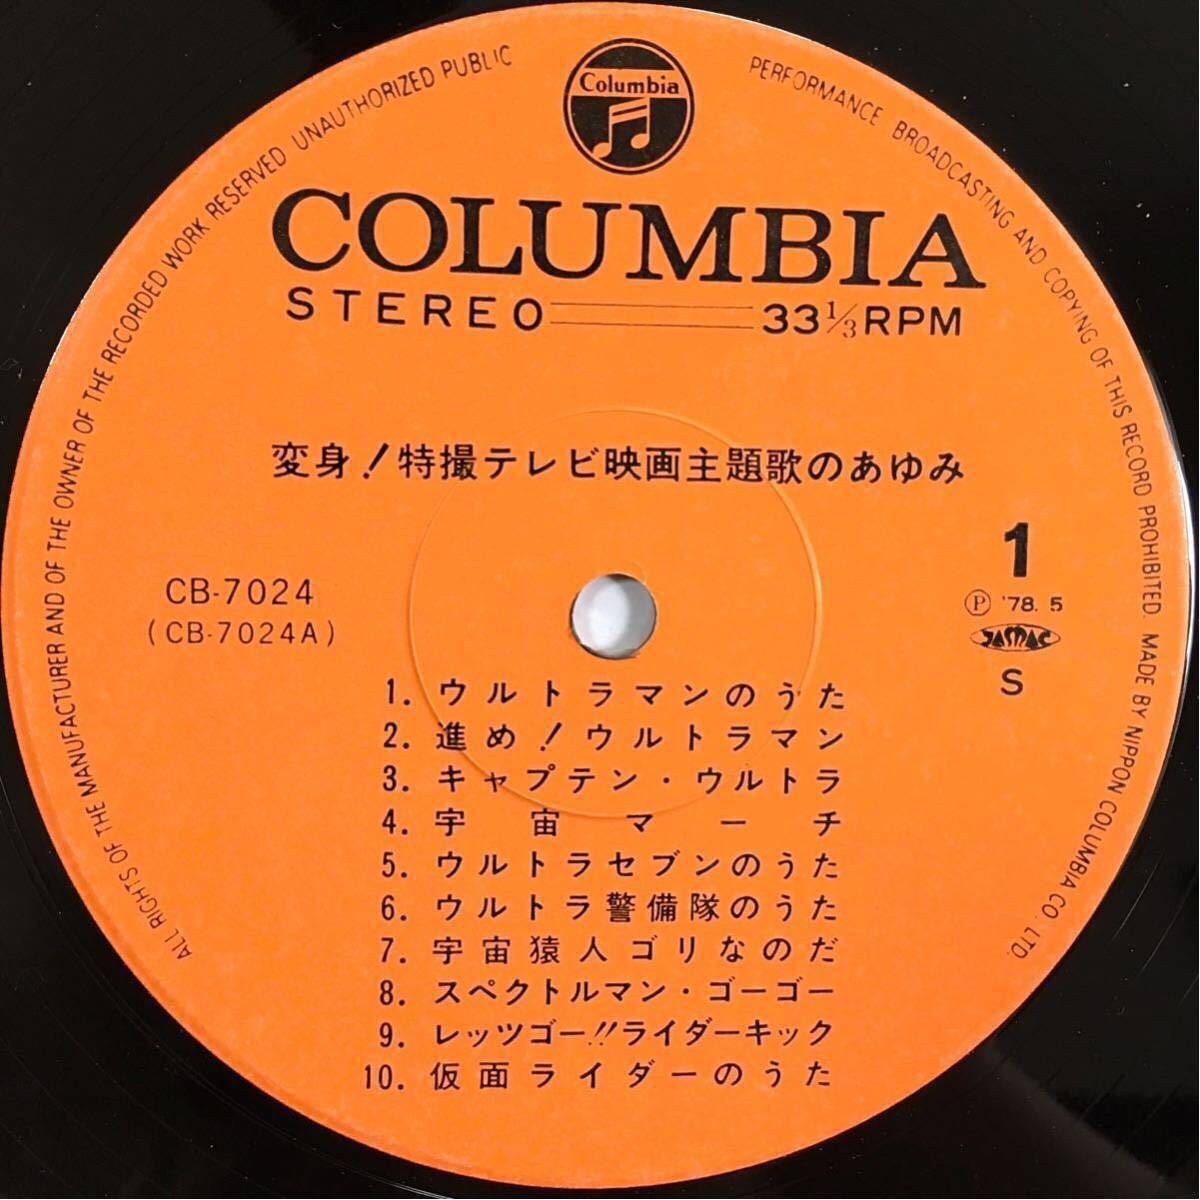 ALL RIGHTS OF THE MANUFACTURER AND OF THE OWNER OF THE RECORDED WORK RESERVED UNAUTHORIZED PUBLIC PERFORMANCE BROADCASTING AND COPYING OF THIS RECORD PROHIBITED. MADE BY NIPPON COLUMBIA CO. LTD.
Columbia
COLUMBIA
STEREO 33⅓ RPM
変身！特撮テレビ映画主題歌のあゆみ
1
CB-7024
(CB-7024A)
Ⓟ '78. 5
JASRAC
S
1. ウルトラマンのうた
2. 進め！ウルトラマン
3. キャプテン・ウルトラ
4. 宇宙マーチ
5. ウルトラセブンのうた
6. ウルトラ警備隊のうた
7. 宇宙猿人ゴリなのだ
8. スペクトルマン・ゴーゴー
9. レッツゴー!!ライダーキック
10. 仮面ライダーのうた